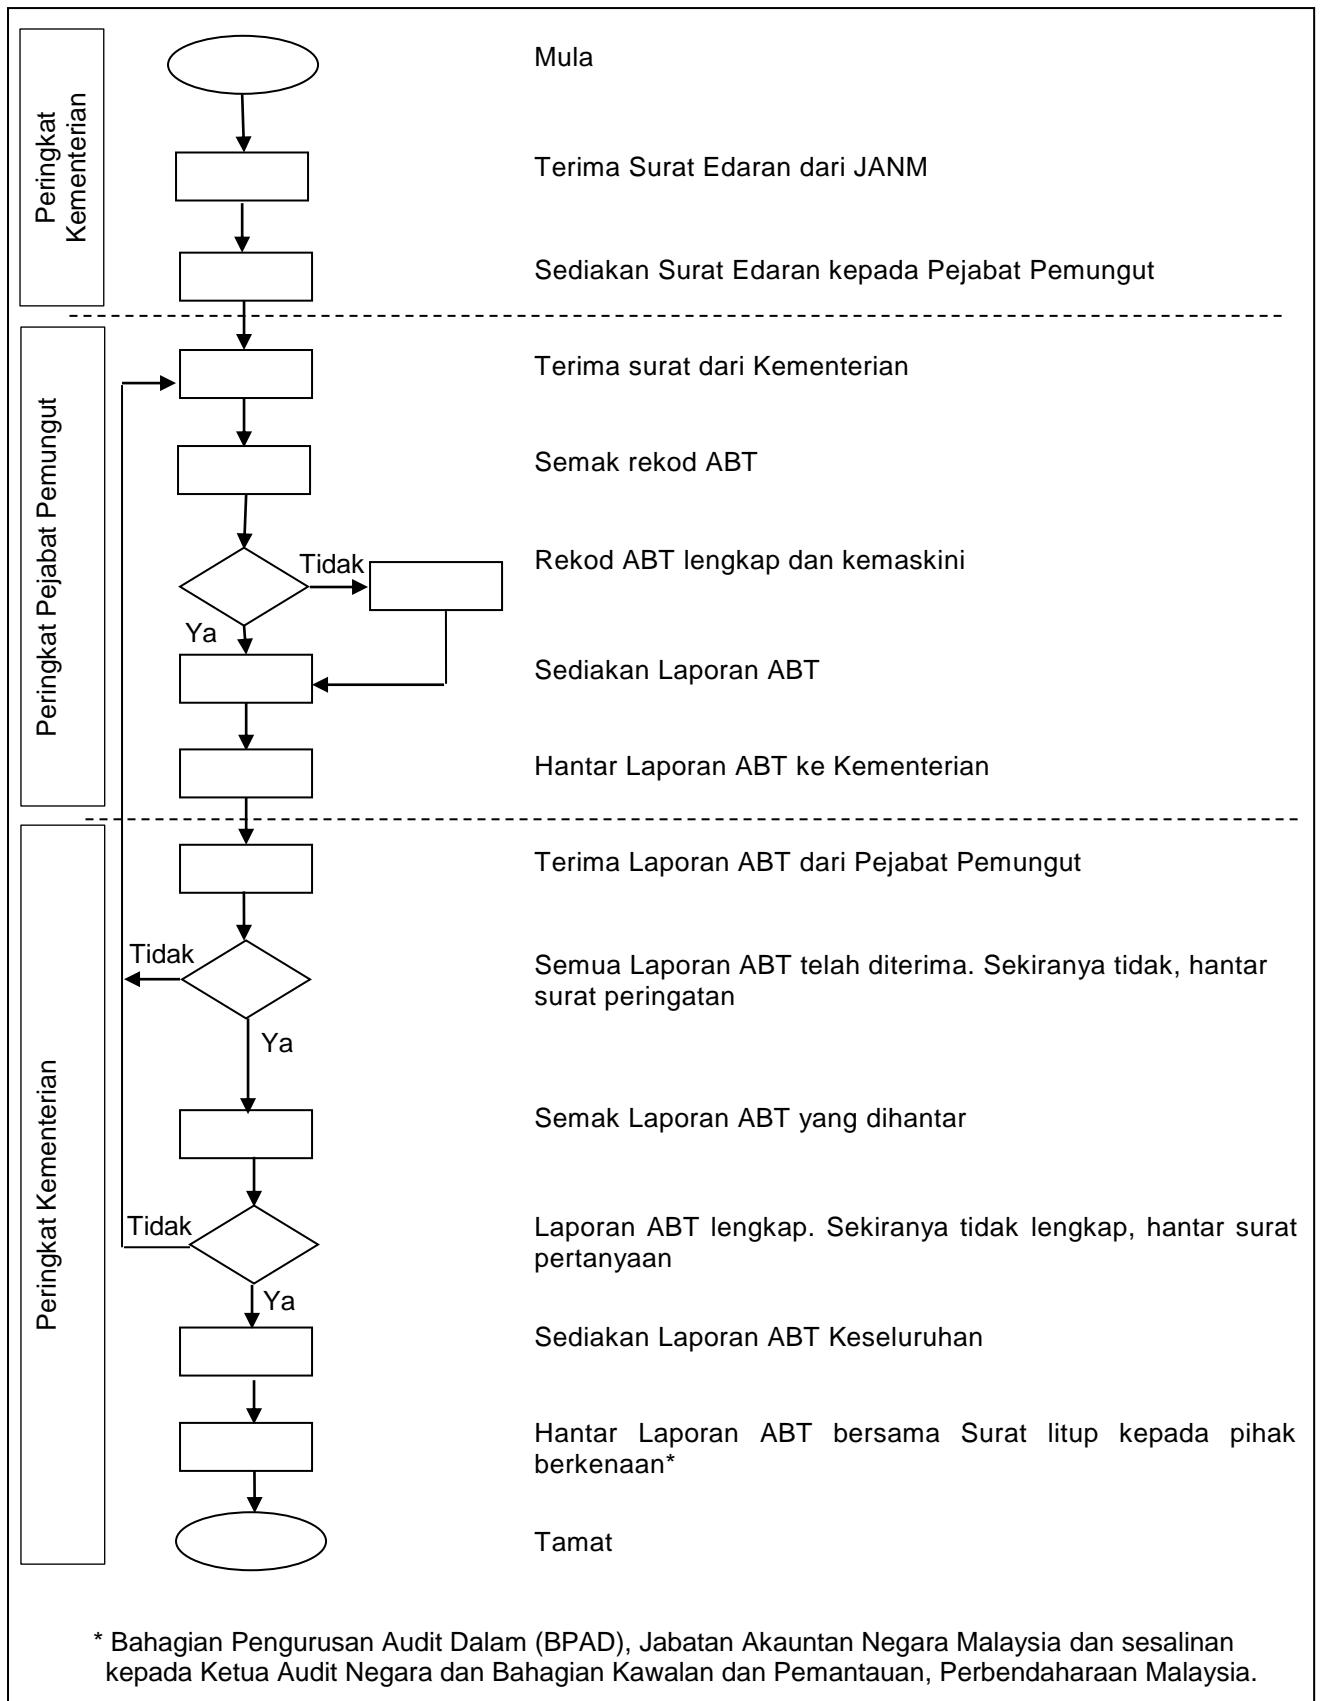 Peringkat
Kementerian
Mula
Terima Surat Edaran dari JANM
Sediakan Surat Edaran kepada Pejabat Pemungut
Peringkat Pejabat Pemungut
Terima surat dari Kementerian
Semak rekod ABT
Tidak
Rekod ABT lengkap dan kemaskini
Ya
Sediakan Laporan ABT
Hantar Laporan ABT ke Kementerian
Peringkat Kementerian
Terima Laporan ABT dari Pejabat Pemungut
Tidak
Semua Laporan ABT telah diterima. Sekiranya tidak, hantar
surat peringatan
Ya
Semak Laporan ABT yang dihantar
Tidak
Laporan ABT lengkap. Sekiranya tidak lengkap, hantar surat
pertanyaan
Ya
Sediakan Laporan ABT Keseluruhan
Hantar Laporan ABT bersama Surat litup kepada pihak
berkenaan*
Tamat
* Bahagian Pengurusan Audit Dalam (BPAD), Jabatan Akauntan Negara Malaysia dan sesalinan
kepada Ketua Audit Negara dan Bahagian Kawalan dan Pemantauan, Perbendaharaan Malaysia.